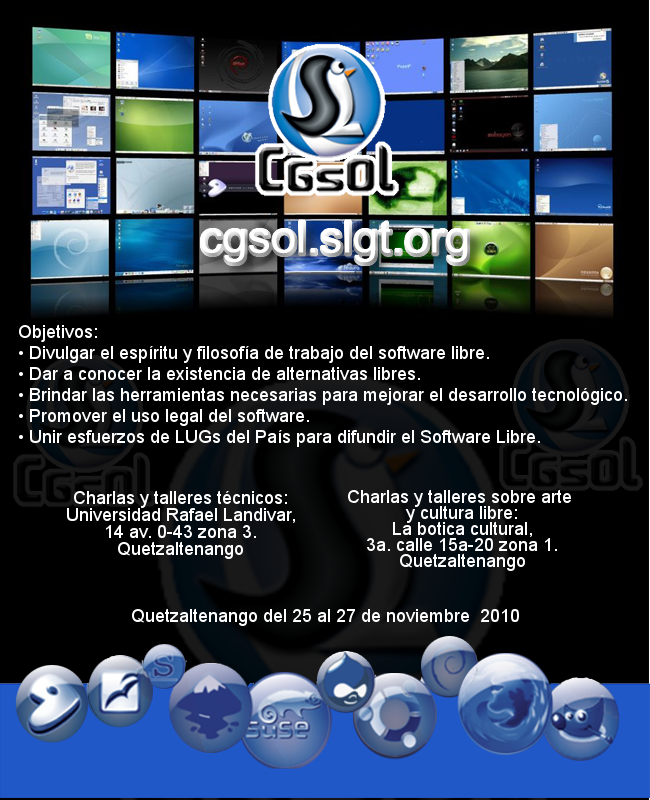 CGSOL
cgsol.slgt.org
Objetivos:
• Divulgar el espíritu y filosofía de trabajo del software libre.
• Dar a conocer la existencia de alternativas libres.
• Brindar las herramientas necesarias para mejorar el desarrollo tecnológico.
• Promover el uso legal del software.
• Unir esfuerzos de LUGs del País para difundir el Software Libre.
CGSOL
CGSOL
Charlas y talleres técnicos:
Universidad Rafael Landivar,
14 av. 0-43 zona 3.
Quetzaltenango
Charlas y talleres sobre arte
y cultura libre:
La botica cultural,
3a. calle 15a-20 zona 1.
Quetzaltenango
Quetzaltenango del 25 al 27 de noviembre 2010
S
suse